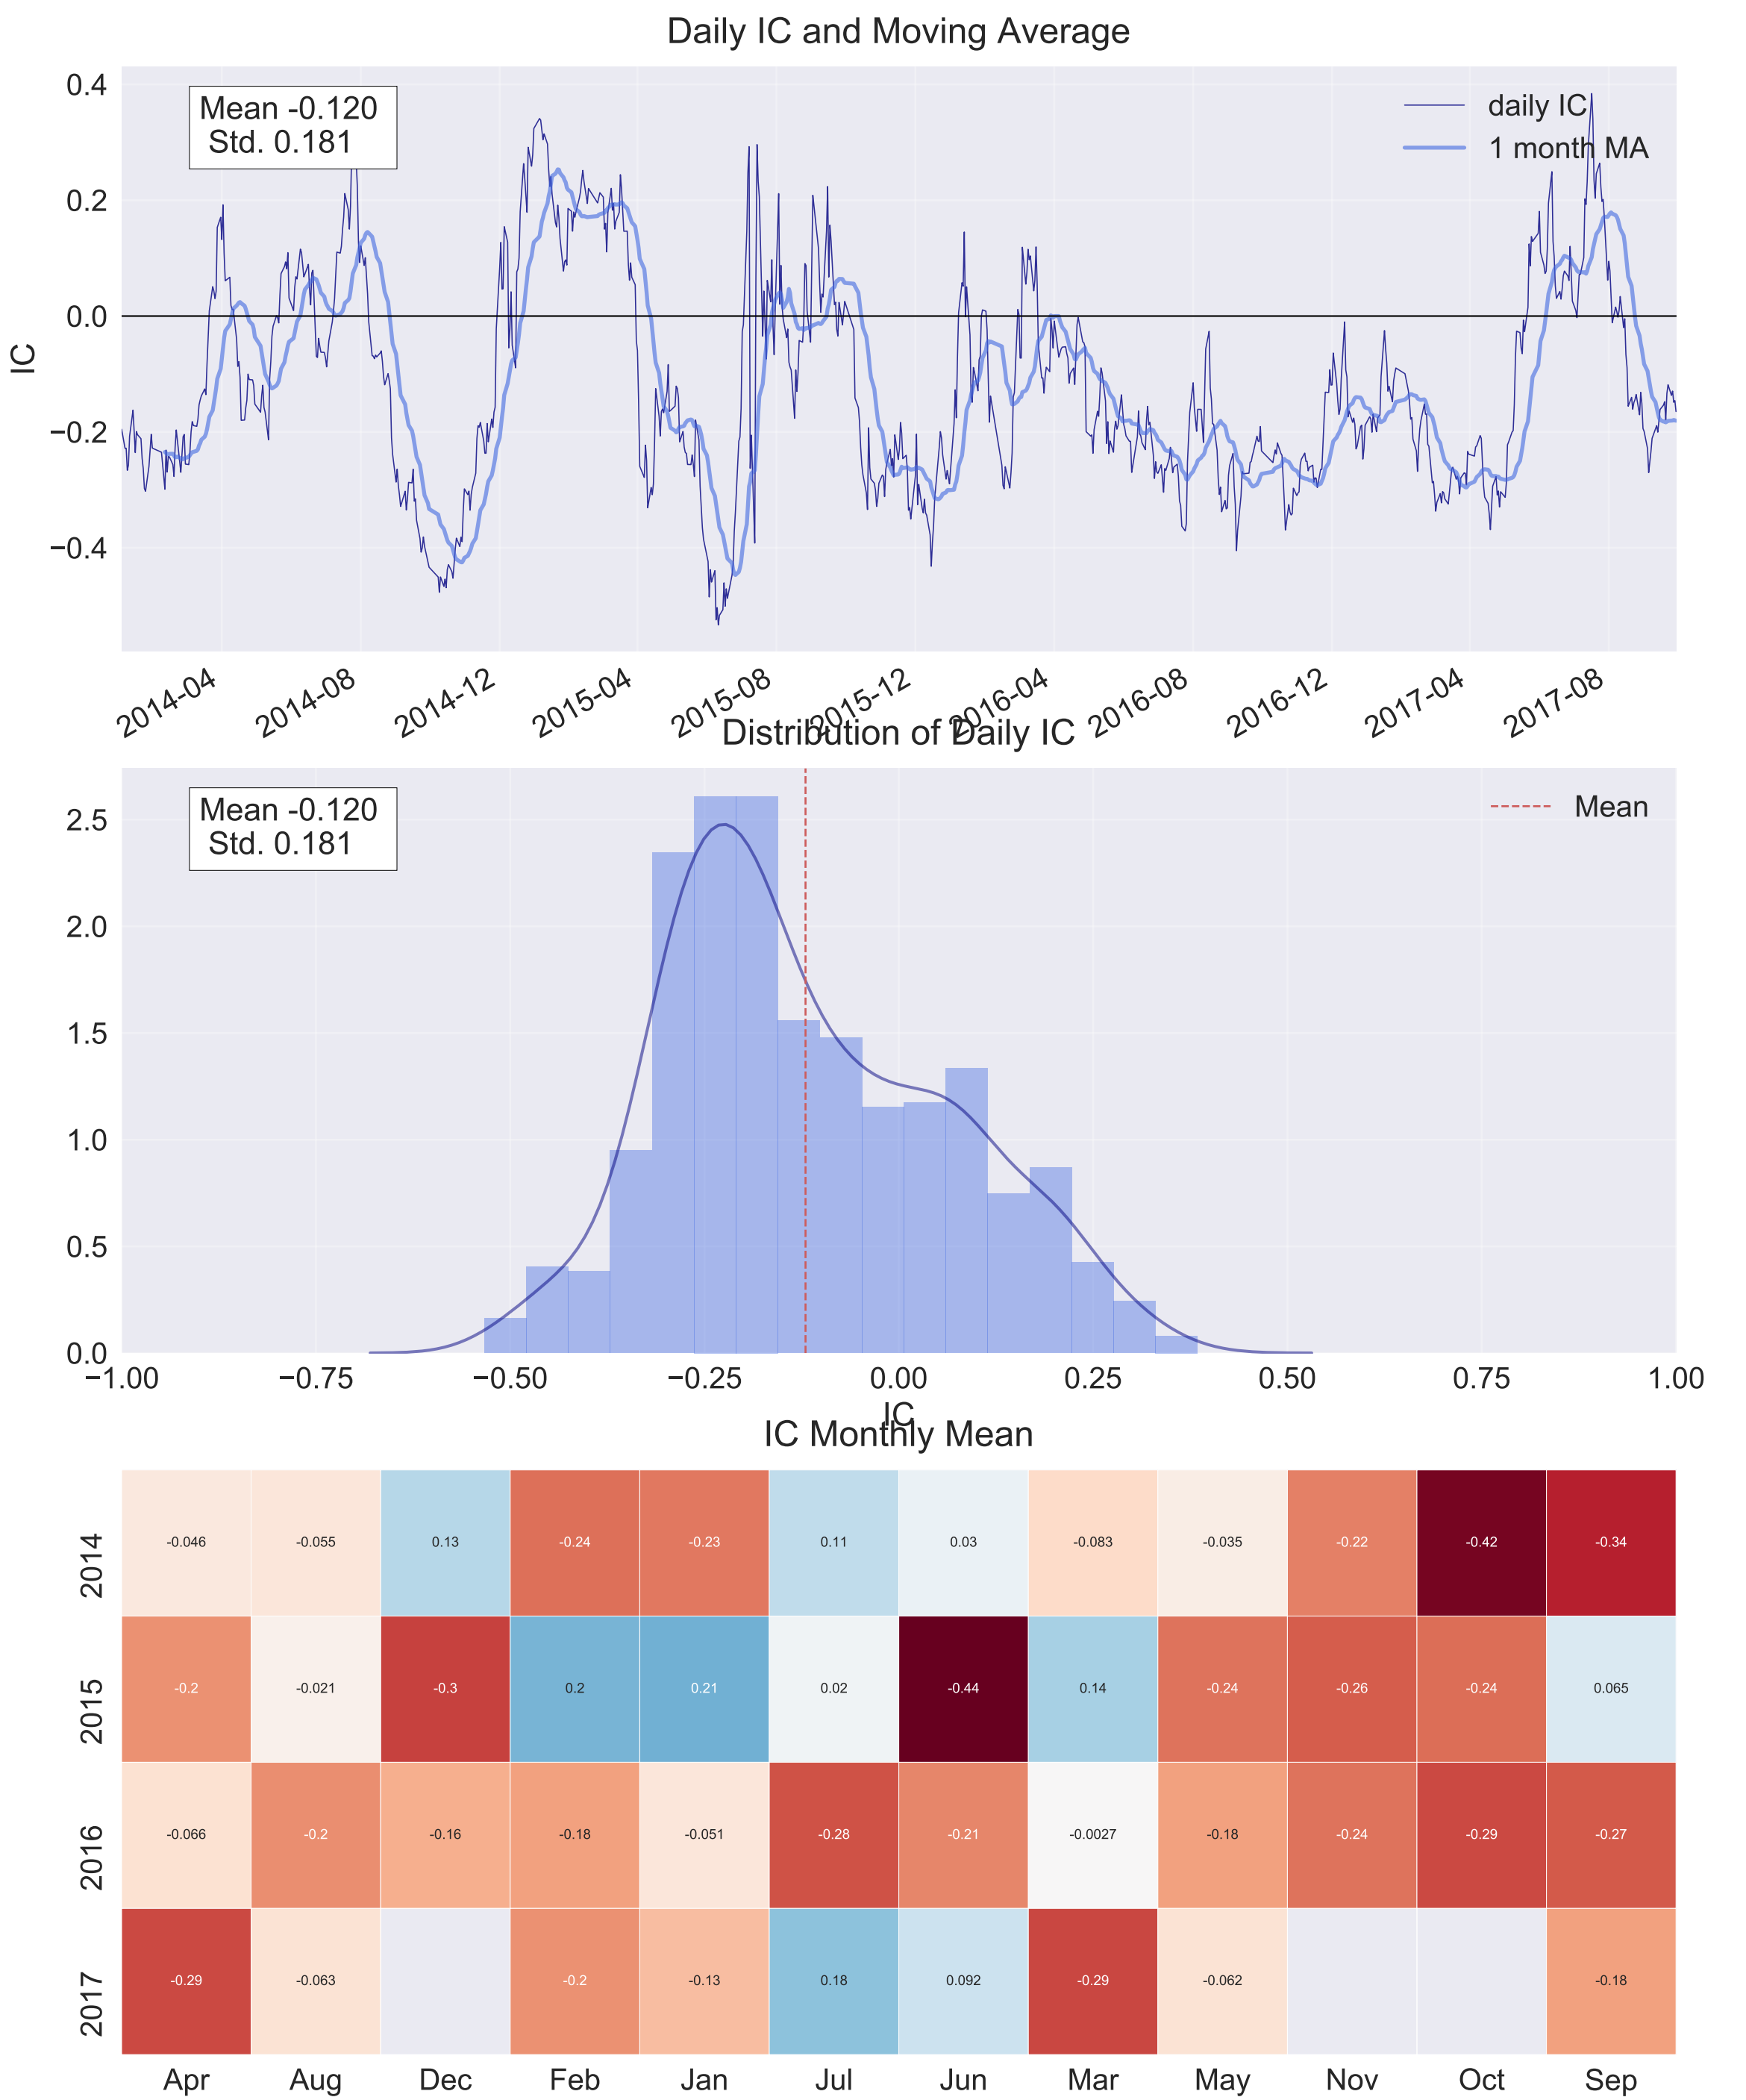 Daily IC and Moving Average
0.4
0.2
0.0
−0.2
−0.4
IC
Mean -0.120
Std. 0.181
daily IC
1 month MA
2014-04 2014-08 2014-12 2015-04 2015-08 2015-12 2016-04 2016-08 2016-12 2017-04 2017-08
Distribution of Daily IC
Mean -0.120
Std. 0.181
Mean
2.5
2.0
1.5
1.0
0.5
0.0
−1.00 −0.75 −0.50 −0.25 0.00 0.25 0.50 0.75 1.00
IC
IC Monthly Mean
2014 -0.046 -0.055 0.13 -0.24 -0.23 0.11 0.03 -0.083 -0.035 -0.22 -0.42 -0.34
2015 -0.2 -0.021 -0.3 0.2 0.21 0.02 -0.44 0.14 -0.24 -0.26 -0.24 0.065
2016 -0.066 -0.2 -0.16 -0.18 -0.051 -0.28 -0.21 -0.0027 -0.18 -0.24 -0.29 -0.27
2017 -0.29 -0.063 -0.2 -0.13 0.18 0.092 -0.29 -0.062 -0.18
Apr Aug Dec Feb Jan Jul Jun Mar May Nov Oct Sep